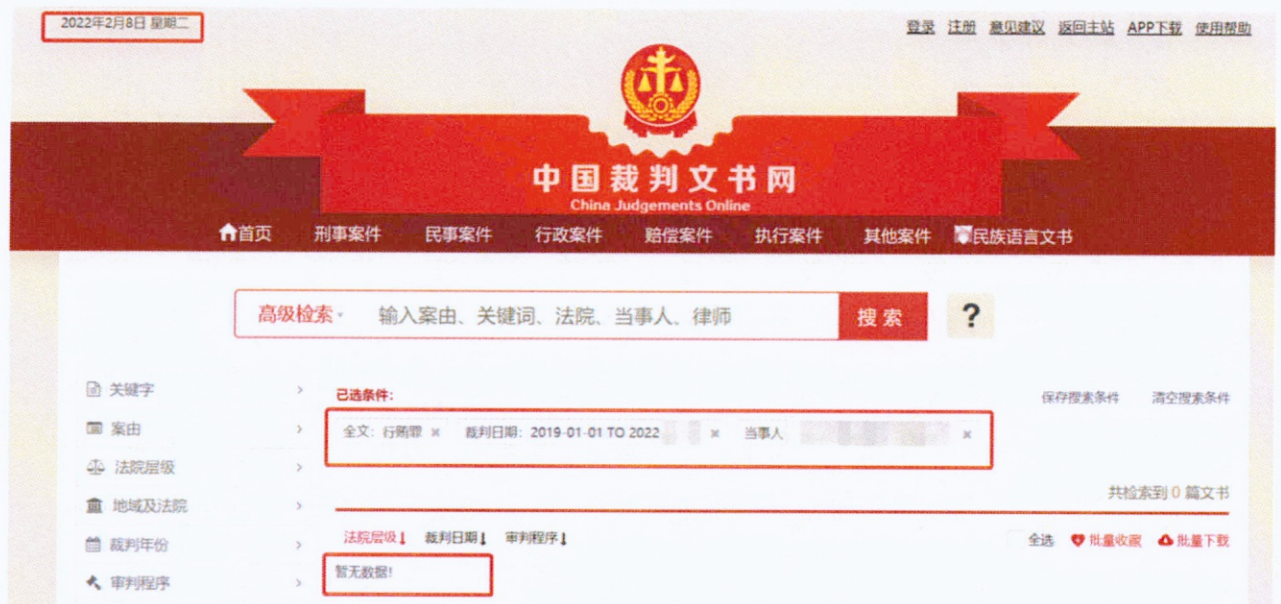 2022年2月8日 星期二
登录 注册 意见建议 返回主站 APP下载 使用帮助
中国裁判文书网
China Judgements Online
首页 刑事案件 民事案件 行政案件 赔偿案件 执行案件 其他案件 民族语言文书
高级检索 输入案由、关键词、法院、当事人、律师 搜索 ?
关键字
案由
法院层级
地域及法院
裁判年份
审判程序
已选条件:
保存搜索条件 清空搜索条件
全文: 行贿罪 × 裁判日期: 2019-01-01 TO 2022 × 当事人 ×
共检索到 0 篇文书
法院层级 裁判日期 审判程序
全选 批量收藏 批量下载
暂无数据!